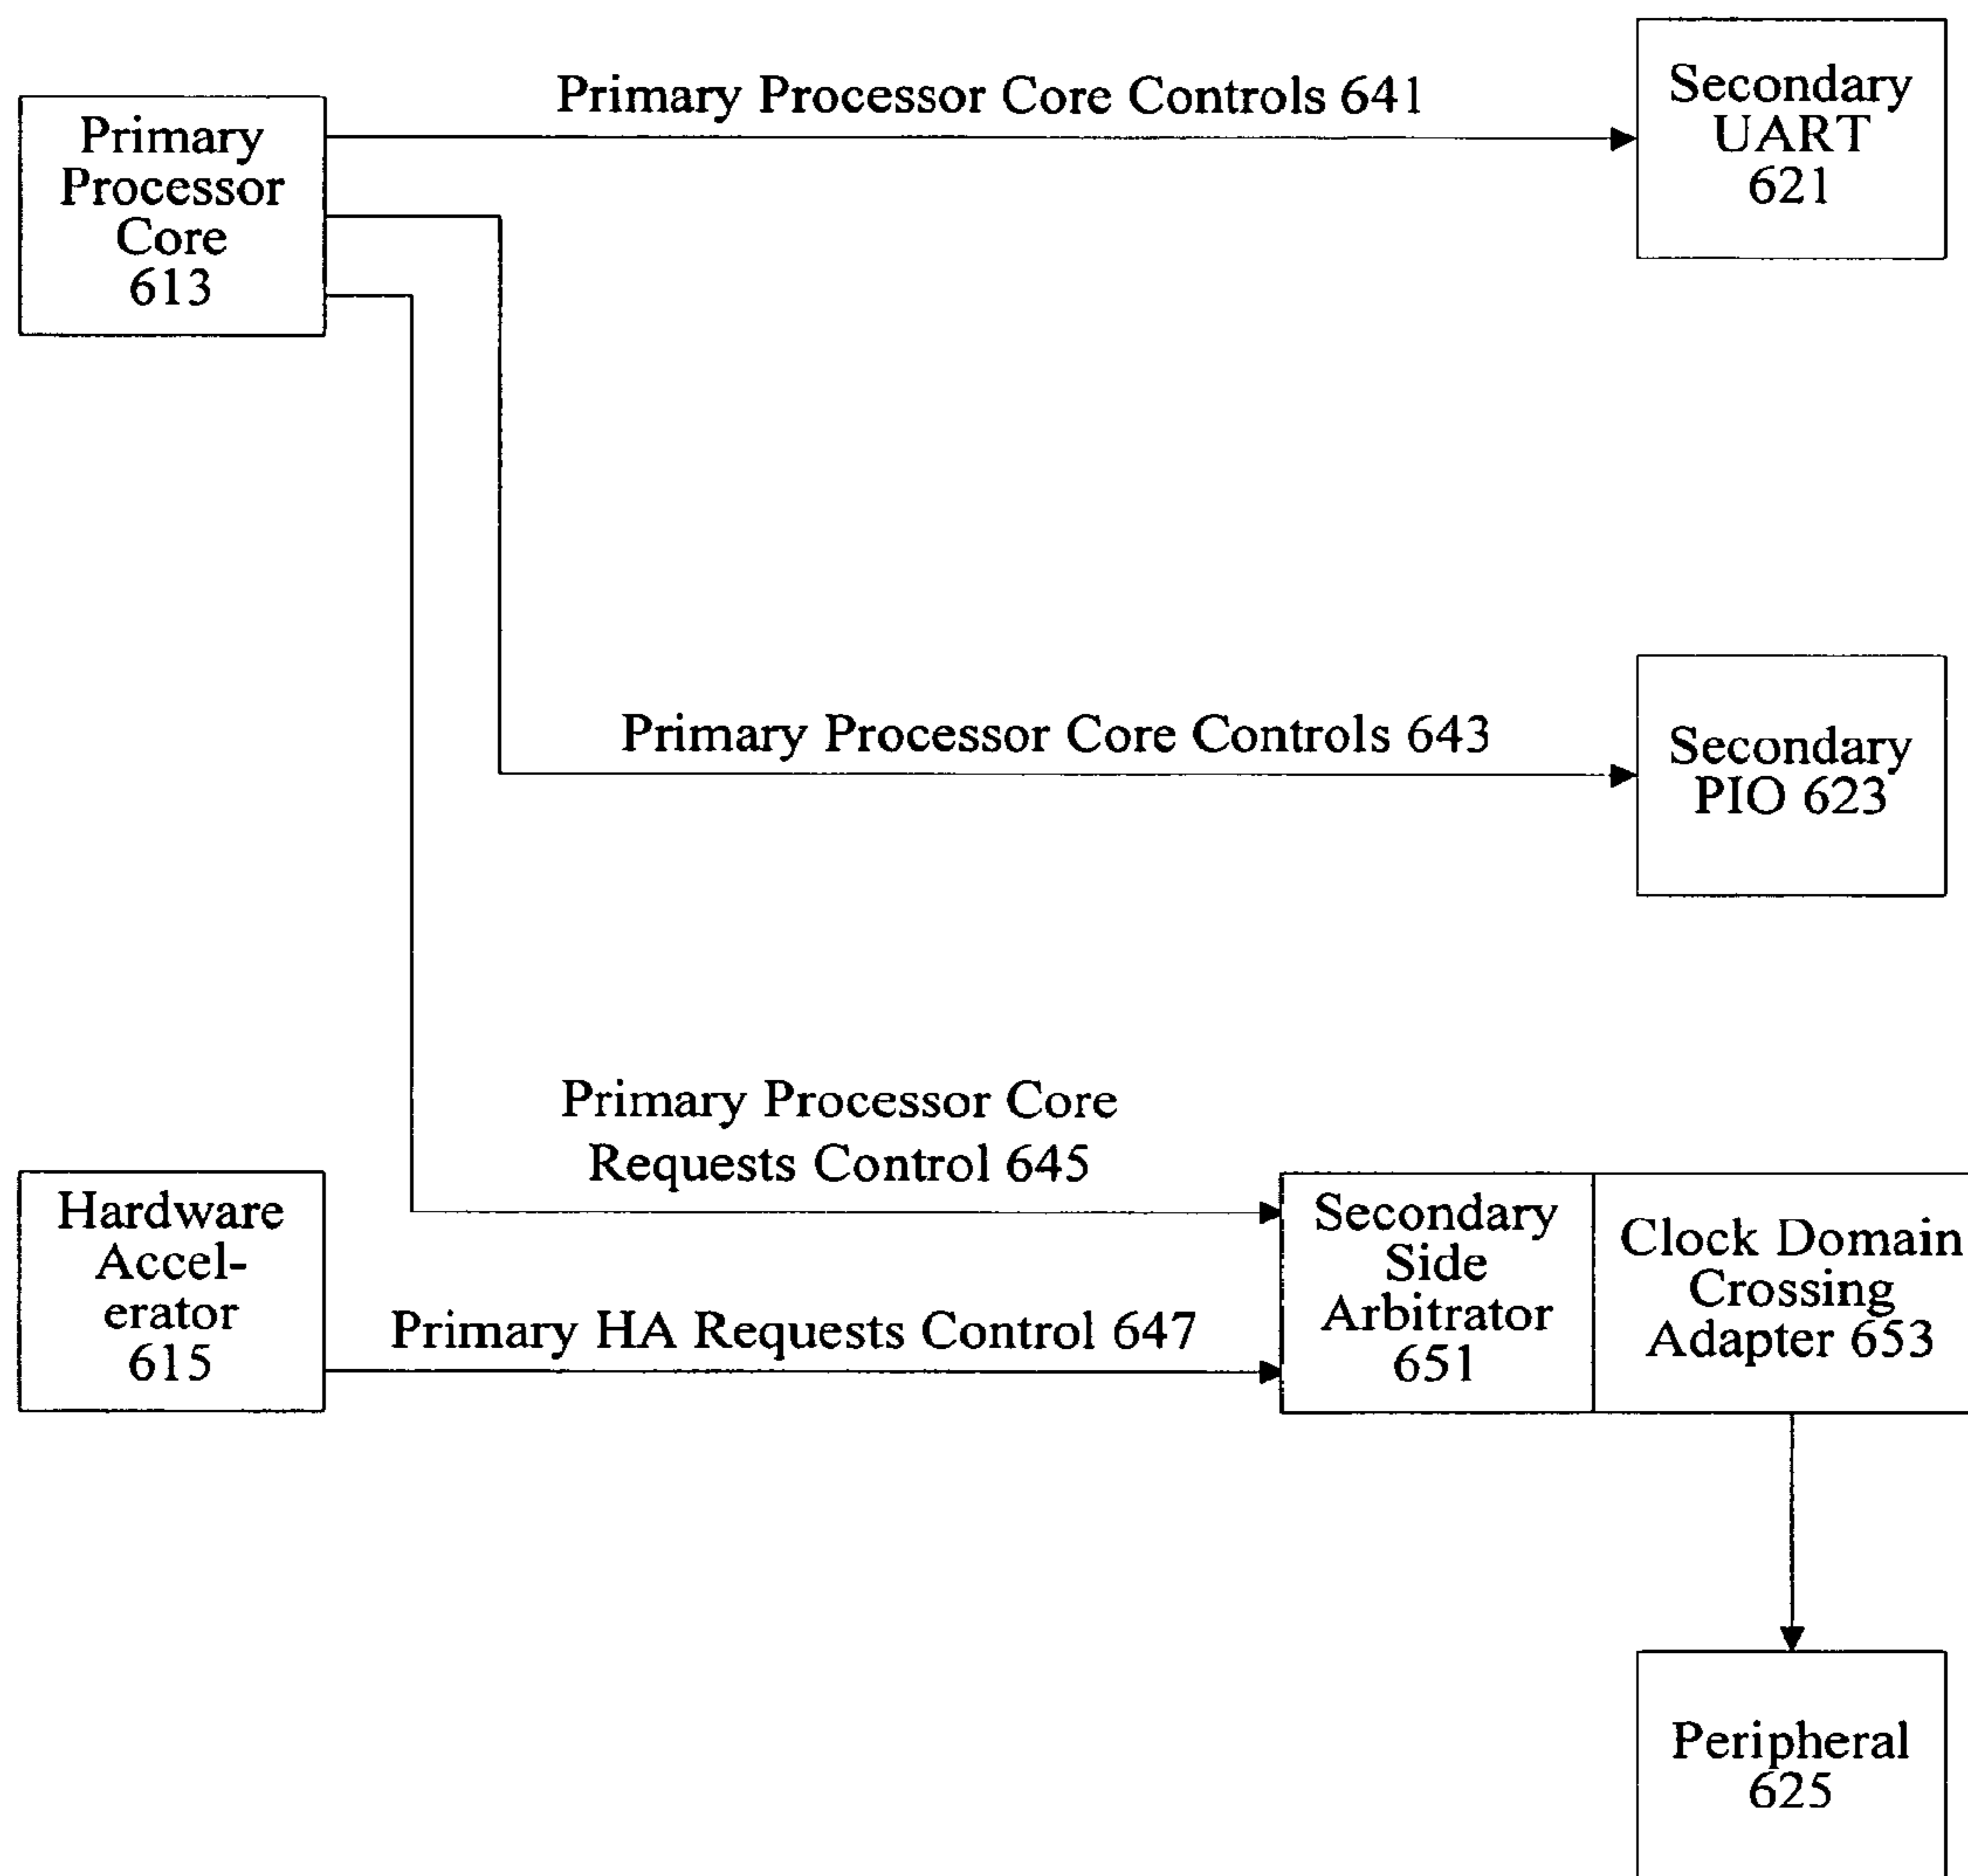 Primary Processor Core Controls 641
Secondary
UART
621
Primary
Processor
Core
613
Primary Processor Core Controls 643
Secondary
PIO 623
Primary Processor Core
Requests Control 645
Hardware
Accel-
erator
615
Primary HA Requests Control 647
Secondary
Side
Arbitrator
651
Clock Domain
Crossing
Adapter 653
Peripheral
625